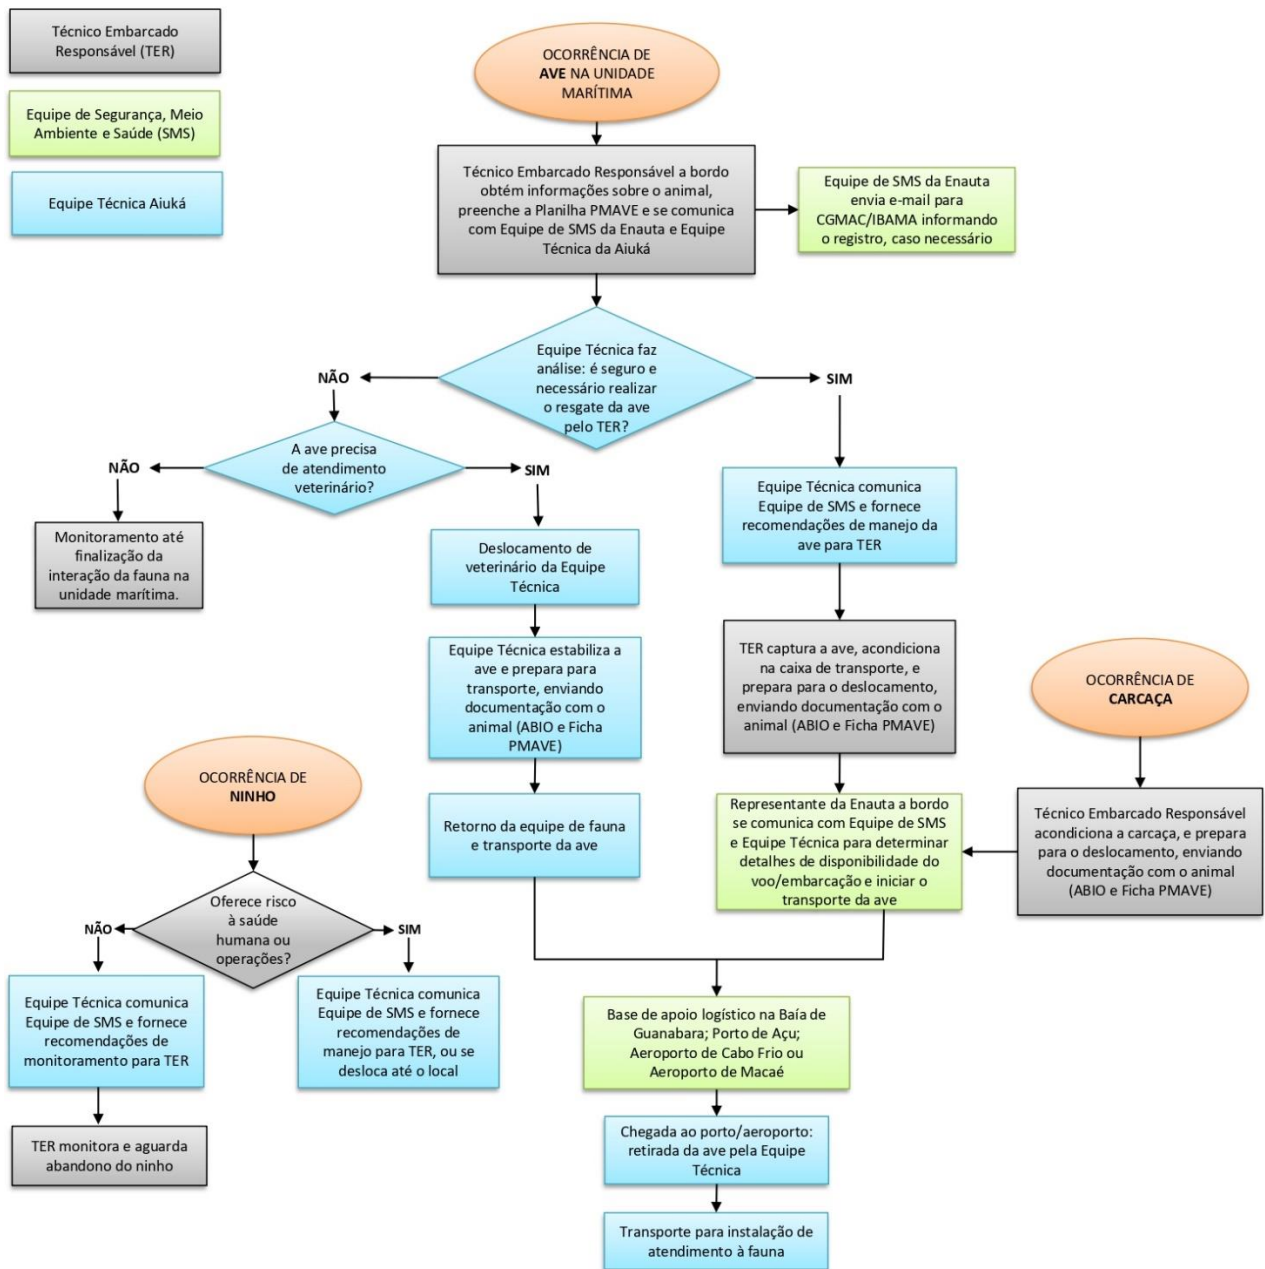 Técnico Embarcado
Responsável (TER)
Equipe de Segurança, Meio
Ambiente e Saúde (SMS)
Equipe Técnica Aiuká
OCORRÊNCIA DE
AVE NA UNIDADE
MARÍTIMA
Técnico Embarcado Responsável a bordo
obtém informações sobre o animal,
preenche a Planilha PMAVE e se comunica
com Equipe de SMS da Enauta e Equipe
Técnica da Aiuká
Equipe de SMS da Enauta
envia e-mail para
CGMAC/IBAMA informando
o registro, caso necessário
Equipe Técnica faz
análise: é seguro e
necessário realizar
o resgate da ave
pelo TER?
NÃO
SIM
A ave precisa
de atendimento
veterinário?
NÃO
SIM
Monitoramento até
finalização da
interação da fauna na
unidade marítima.
Deslocamento de
veterinário da Equipe
Técnica
Equipe Técnica estabiliza a
ave e prepara para
transporte, enviando
documentação com o
animal (ABIO e Ficha
PMAVE)
Retorno da equipe de fauna
e transporte da ave
Equipe Técnica comunica
Equipe de SMS e fornece
recomendações de manejo da
ave para TER
TER captura a ave, acondiciona
na caixa de transporte, e
prepara para o deslocamento,
enviando documentação com o
animal (ABIO e Ficha PMAVE)
Representante da Enauta a bordo
se comunica com Equipe de SMS
e Equipe Técnica para determinar
detalhes de disponibilidade do
voo/embarcação e iniciar o
transporte da ave
OCORRÊNCIA DE
CARCAÇA
Técnico Embarcado Responsável
acondiciona a carcaça, e prepara
para o deslocamento, enviando
documentação com o animal
(ABIO e Ficha PMAVE)
OCORRÊNCIA DE
NINHO
Oferece risco
à saúde
humana ou
operações?
NÃO
SIM
Equipe Técnica comunica
Equipe de SMS e fornece
recomendações de
monitoramento para TER
Equipe Técnica comunica
Equipe de SMS e fornece
recomendações de
manejo para TER, ou se
desloca até o local
TER monitora e aguarda
abandono do ninho
Base de apoio logístico na Baía de
Guanabara; Porto de Açu;
Aeroporto de Cabo Frio ou
Aeroporto de Macaé
Chegada ao porto/aeroporto:
retirada da ave pela Equipe
Técnica
Transporte para instalação de
atendimento à fauna